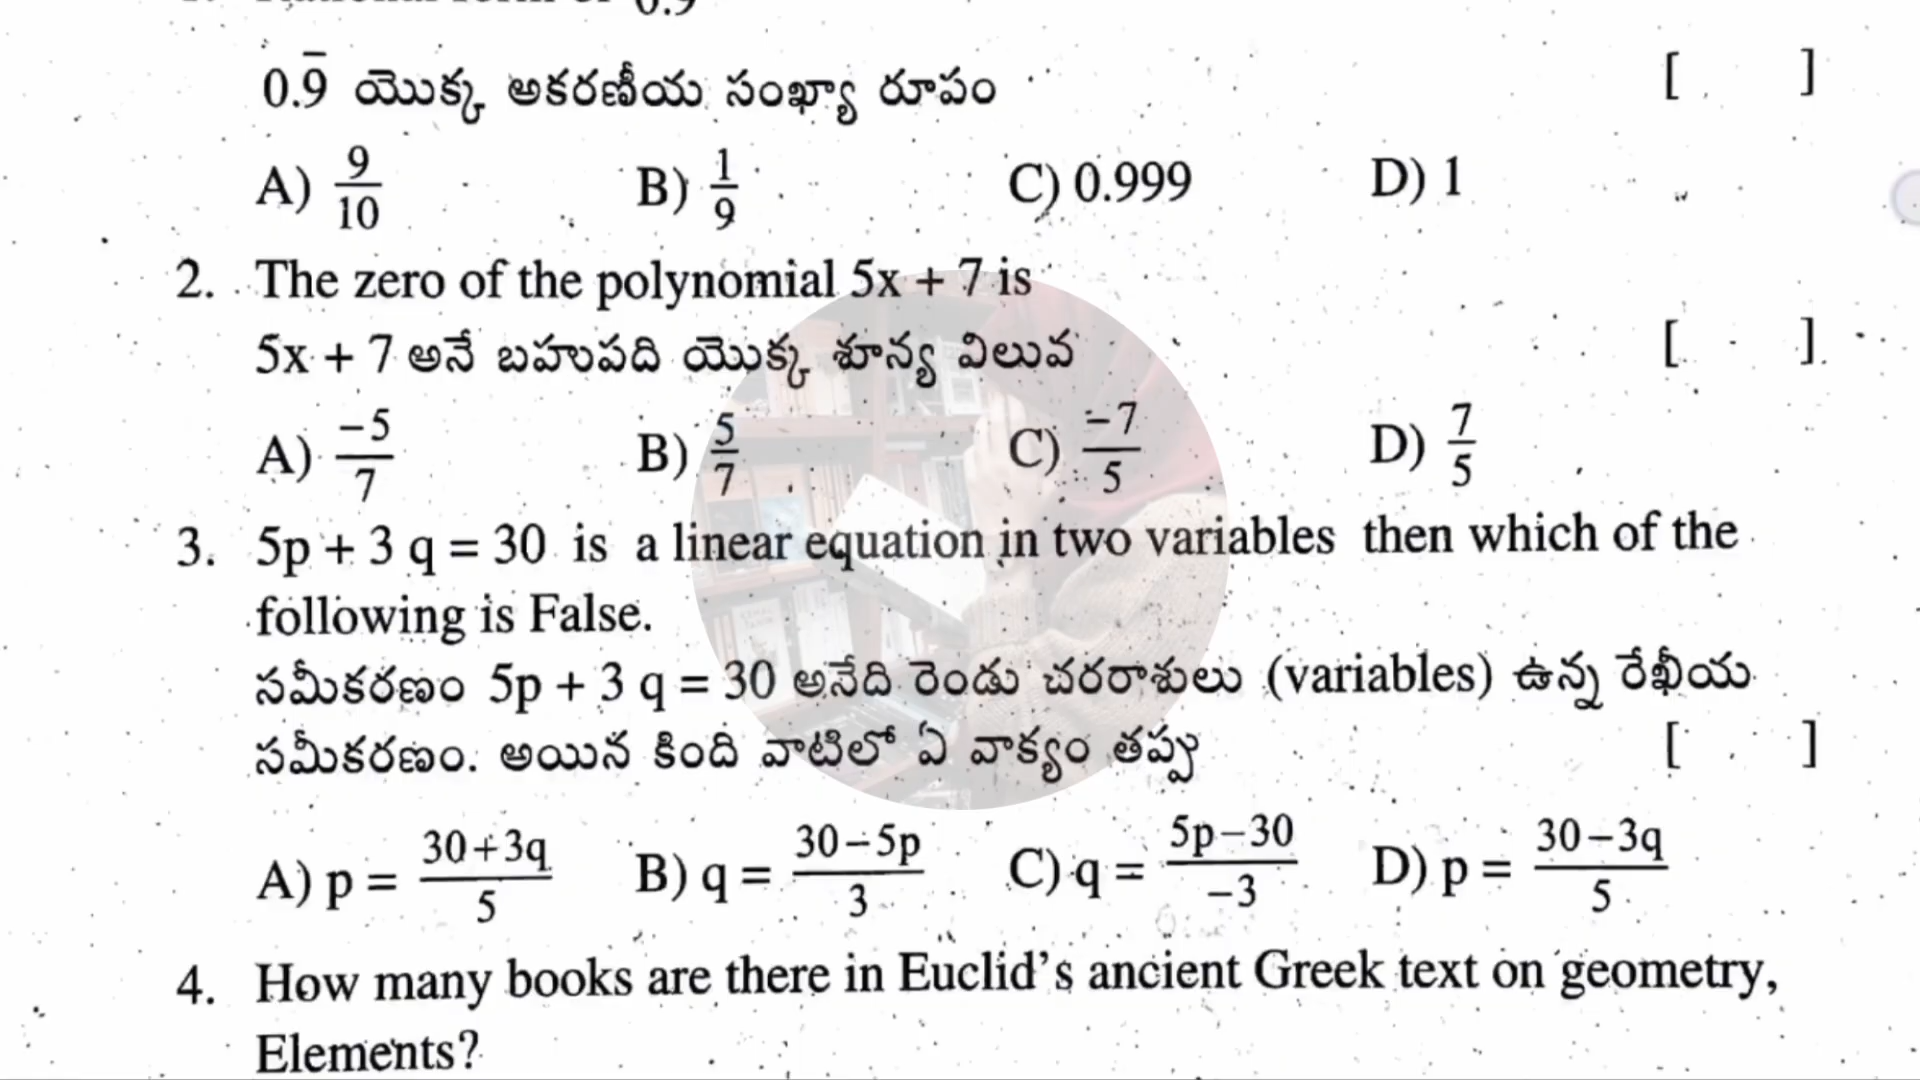 0.9̅ యొక్క అకరణీయ సంఖ్యా రూపం [ ]
A) 9/10 B) 1/9 C) 0.999 D) 1
2. The zero of the polynomial 5x + 7 is
5x + 7 అనే బహుపది యొక్క శూన్య విలువ [ ]
A) −5/7 B) 5/7 C) −7/5 D) 7/5
3. 5p + 3 q = 30 is a linear equation in two variables then which of the
following is False.
సమీకరణం 5p + 3 q = 30 అనేది రెండు చరరాశులు (variables) ఉన్న రేఖీయ
సమీకరణం. అయిన కింది వాటిలో ఏ వాక్యం తప్పు [ ]
A) p = 30+3q/5 B) q = 30−5p/3 C) q = 5p−30/−3 D) p = 30−3q/5
4. How many books are there in Euclid's ancient Greek text on geometry,
Elements?